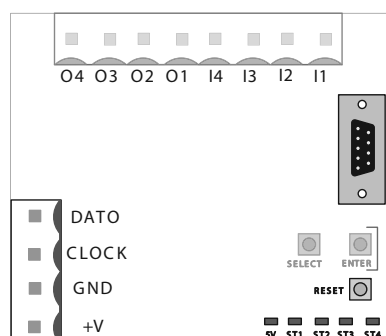 O4 O3 O2 O1 I4 I3 I2 I1
DATO
CLOCK
SELECT ENTER
GND
RESET
+V
5V ST1 ST2 ST3 ST4